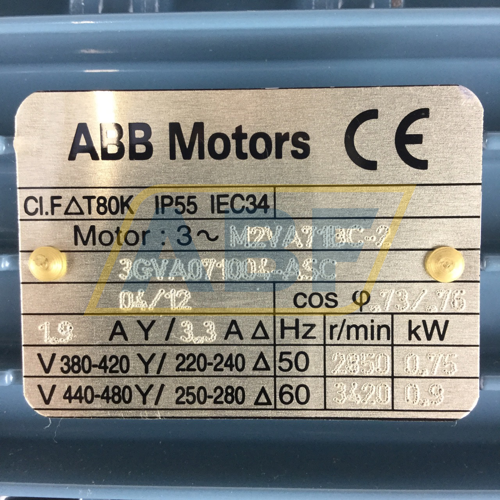 ABB Motors CE
Cl.F ΔT80K IP55 IEC34
Motor : 3~ M2VA71BC-2
3GVA071004-ASC
04/12 cos φ .73/.76
1.9 A Y/ 3.3 A Δ Hz r/min kW
V 380-420 Y/ 220-240 Δ 50 2850 0.75
V 440-480 Y/ 250-280 Δ 60 3420 0.9